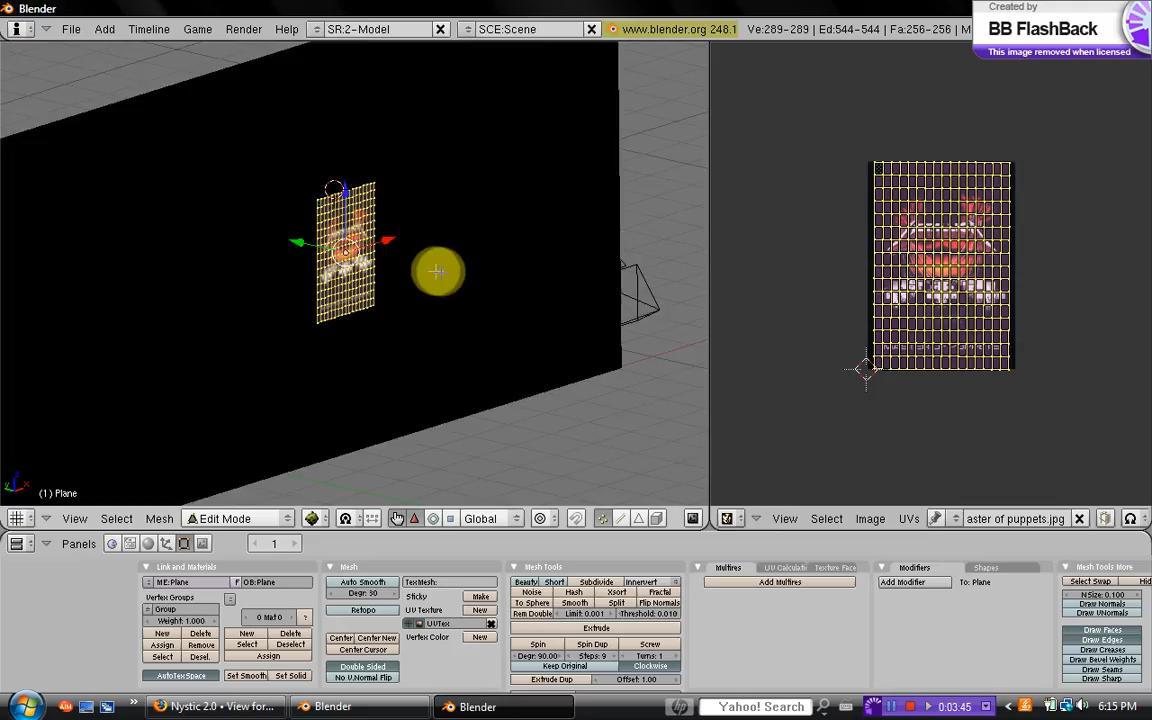 Blender
Created by
BB FlashBack
This image removed when licensed
File Add Timeline Game Render Help SR:2-Model SCE:Scene www.blender.org 248.1 Ve:289-289 | Ed:544-544 | Fa:256-256 | M
(1) Plane
View Select Mesh Edit Mode Global View Select Image UVs aster of puppets.jpg
Panels 1
Link and Materials Mesh Mesh Tools Multires UV Calculati Texture Face Modifiers Shapes Mesh Tools More
ME:Plane F OB:Plane Auto Smooth TexMesh: Beauty Short Subdivide Innervert Add Multires Add Modifier To: Plane Select Swap Hid
Group 0 Mat 0 ? Degr: 30 Sticky Make Noise Hash Xsort Fractal NSize: 0.100
Weight: 1.000 Retopo UV Texture New To Sphere Smooth Split Flip Normals Draw Normals
Rem Double Limit: 0.001 Threshold: 0.010 Draw VNormals
New Delete New Delete UVTex Extrude Draw Faces
Assign Remove Select Deselect Center Center New Vertex Color New Spin Spin Dup Screw Draw Edges
Select Desel. Assign Center Cursor Degr: 90.00 Steps: 9 Turns: 1 Draw Creases
Double Sided Keep Original Clockwise Draw Bevel Weights
AutoTexSpace Set Smooth Set Solid No V.Normal Flip Extrude Dup Offset: 1.00 Draw Seams
Draw Sharp
Nystic 2.0 • View for... Blender Blender Yahoo! Search 0:03:45 6:15 PM